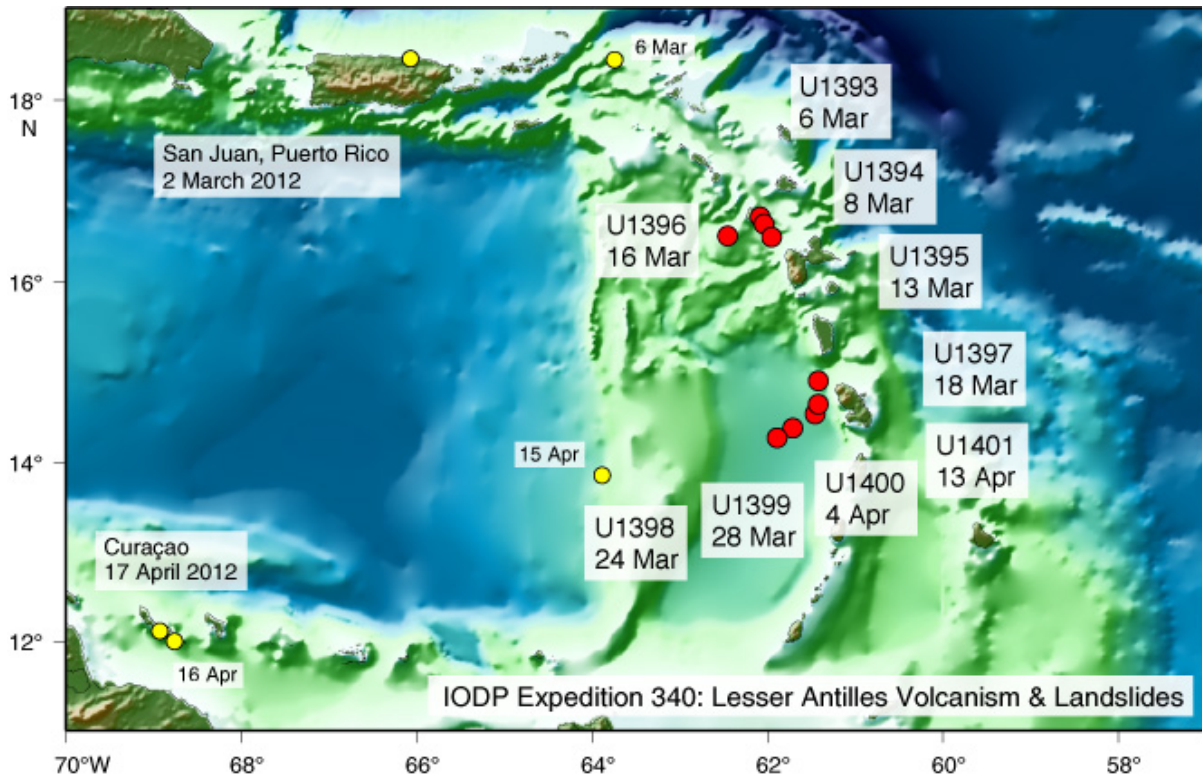 6 Mar
18°
N
U1393
6 Mar
San Juan, Puerto Rico
2 March 2012
U1394
8 Mar
U1396
16 Mar
16°
U1395
13 Mar
U1397
18 Mar
14°
15 Apr
U1401
13 Apr
U1400
4 Apr
U1399
28 Mar
U1398
24 Mar
Curaçao
17 April 2012
12°
16 Apr
IODP Expedition 340: Lesser Antilles Volcanism & Landslides
70°W 68° 66° 64° 62° 60° 58°